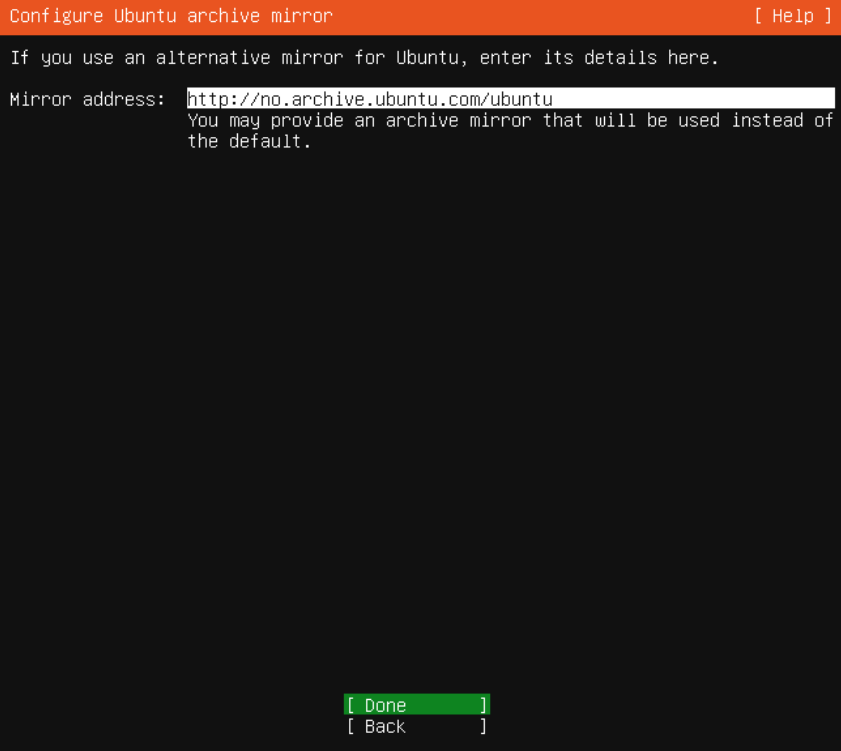 Configure Ubuntu archive mirror [ Help ]
If you use an alternative mirror for Ubuntu, enter its details here.
Mirror address: http://no.archive.ubuntu.com/ubuntu
You may provide an archive mirror that will be used instead of
the default.
[ Done ]
[ Back ]